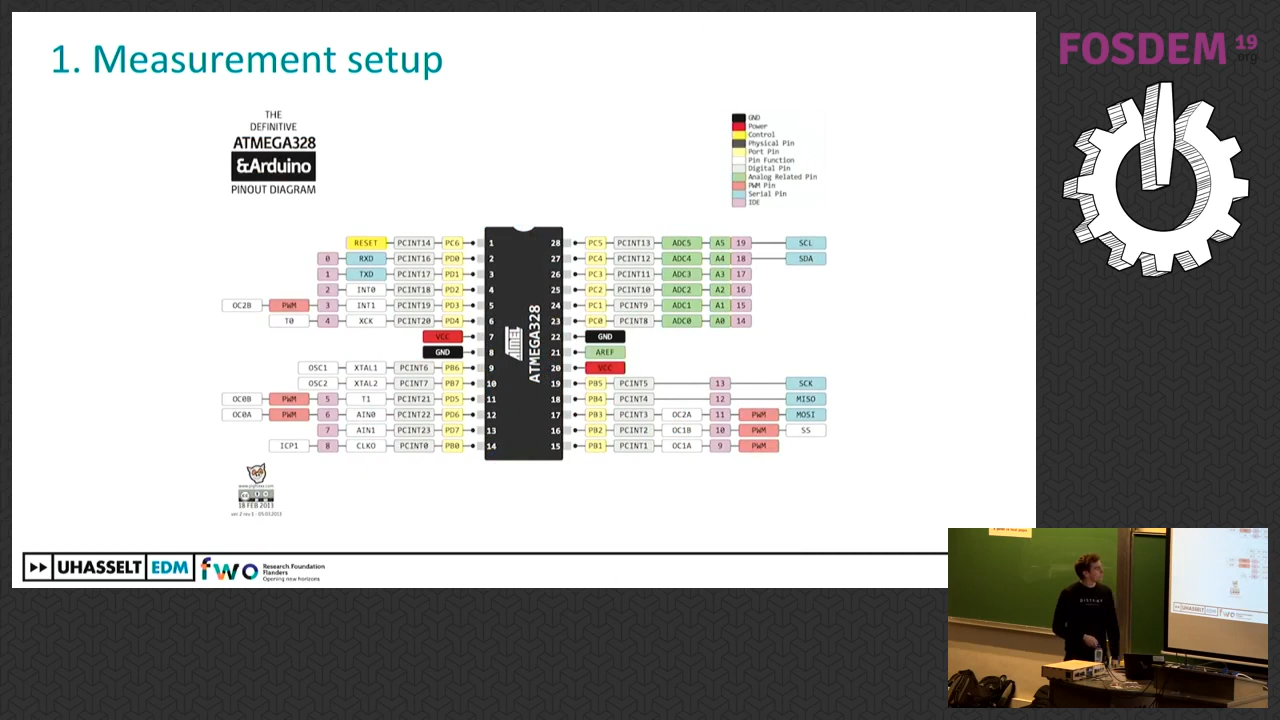 1. Measurement setup
FOSDEM 19
.org
THE
DEFINITIVE
ATMEGA328
&Arduino
PINOUT DIAGRAM
GND
Power
Control
Physical Pin
Port Pin
Pin Function
Digital Pin
Analog Related Pin
PWM Pin
Serial Pin
IDE
RESET PCINT14 PC6 1 28 PC5 PCINT13 ADC5 A5 19 SCL
0 RXD PCINT16 PD0 2 27 PC4 PCINT12 ADC4 A4 18 SDA
1 TXD PCINT17 PD1 3 26 PC3 PCINT11 ADC3 A3 17
2 INT0 PCINT18 PD2 4 25 PC2 PCINT10 ADC2 A2 16
OC2B PWM 3 INT1 PCINT19 PD3 5 24 PC1 PCINT9 ADC1 A1 15
T0 4 XCK PCINT20 PD4 6 23 PC0 PCINT8 ADC0 A0 14
VCC 7 22 GND
GND 8 21 AREF
OSC1 XTAL1 PCINT6 PB6 9 20 VCC
OSC2 XTAL2 PCINT7 PB7 10 19 PB5 PCINT5 13 SCK
OC0B PWM 5 T1 PCINT21 PD5 11 18 PB4 PCINT4 12 MISO
OC0A PWM 6 AIN0 PCINT22 PD6 12 17 PB3 PCINT3 OC2A 11 PWM MOSI
7 AIN1 PCINT23 PD7 13 16 PB2 PCINT2 OC1B 10 PWM SS
ICP1 8 CLKO PCINT0 PB0 14 15 PB1 PCINT1 OC1A 9 PWM
ATMEL
ATMEGA328
18 FEB 2013
UHASSELT EDM fwo Research Foundation
Flanders
Opening new horizons
UHASSELT EDM fwo